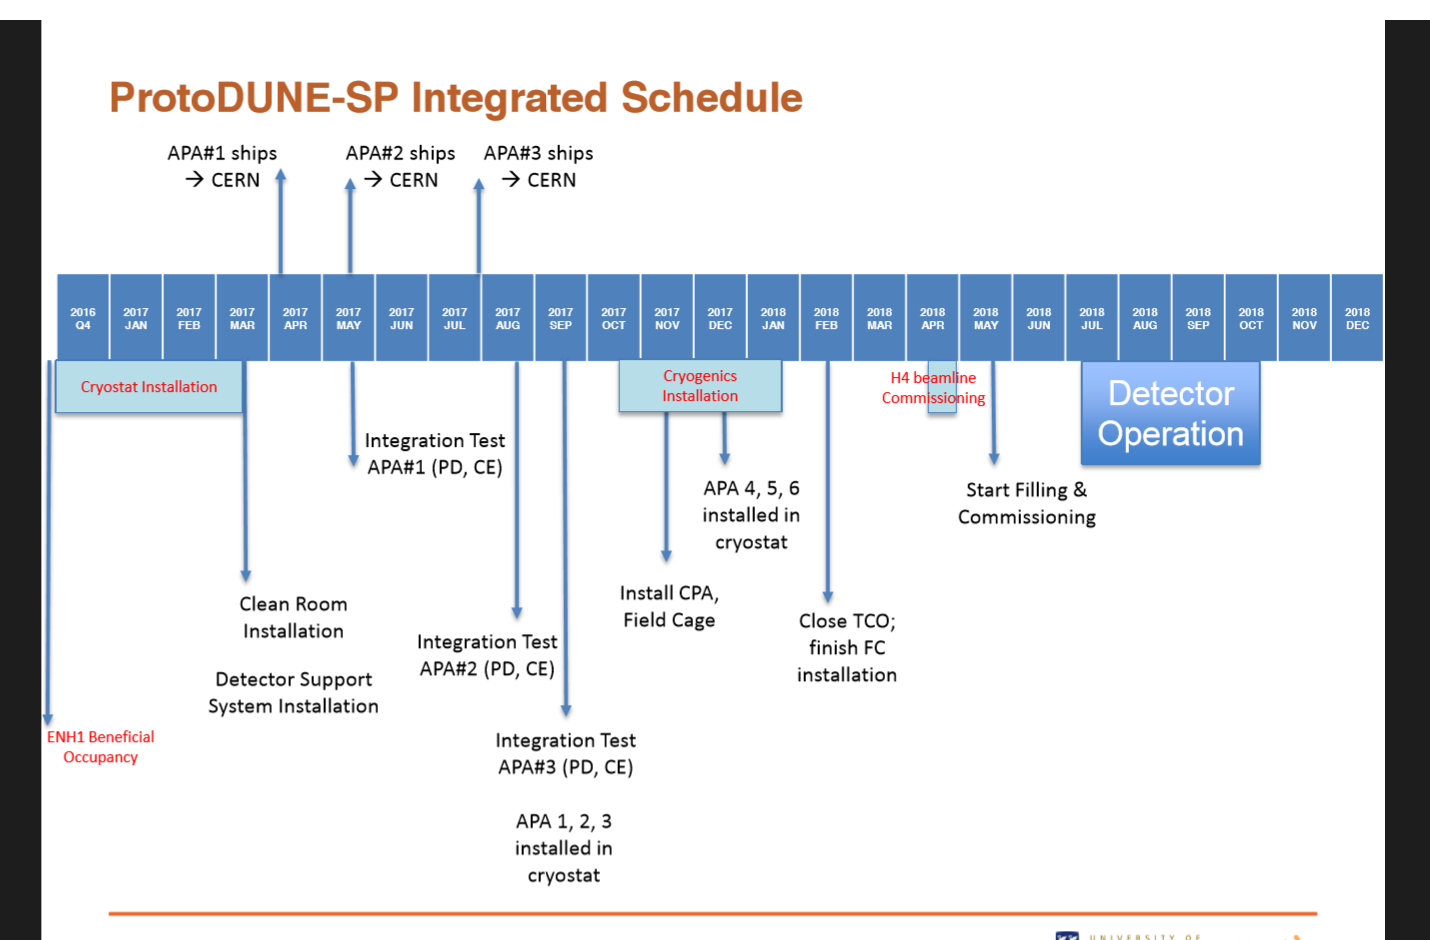 ProtoDUNE-SP Integrated Schedule
APA#1 ships
→ CERN
APA#2 ships
→ CERN
APA#3 ships
→ CERN
2016
Q4
2017
JAN
2017
FEB
2017
MAR
2017
APR
2017
MAY
2017
JUN
2017
JUL
2017
AUG
2017
SEP
2017
OCT
2017
NOV
2017
DEC
2018
JAN
2018
FEB
2018
MAR
2018
APR
2018
MAY
2018
JUN
2018
JUL
2018
AUG
2018
SEP
2018
OCT
2018
NOV
2018
DEC
Cryostat Installation
Cryogenics
Installation
H4 beamline
Commissioning
Detector
Operation
Integration Test
APA#1 (PD, CE)
APA 4, 5, 6
installed in
cryostat
Start Filling &
Commissioning
Clean Room
Installation
Detector Support
System Installation
Install CPA,
Field Cage
Close TCO;
finish FC
installation
Integration Test
APA#2 (PD, CE)
ENH1 Beneficial
Occupancy
Integration Test
APA#3 (PD, CE)
APA 1, 2, 3
installed in
cryostat
UNIVERSITY OF